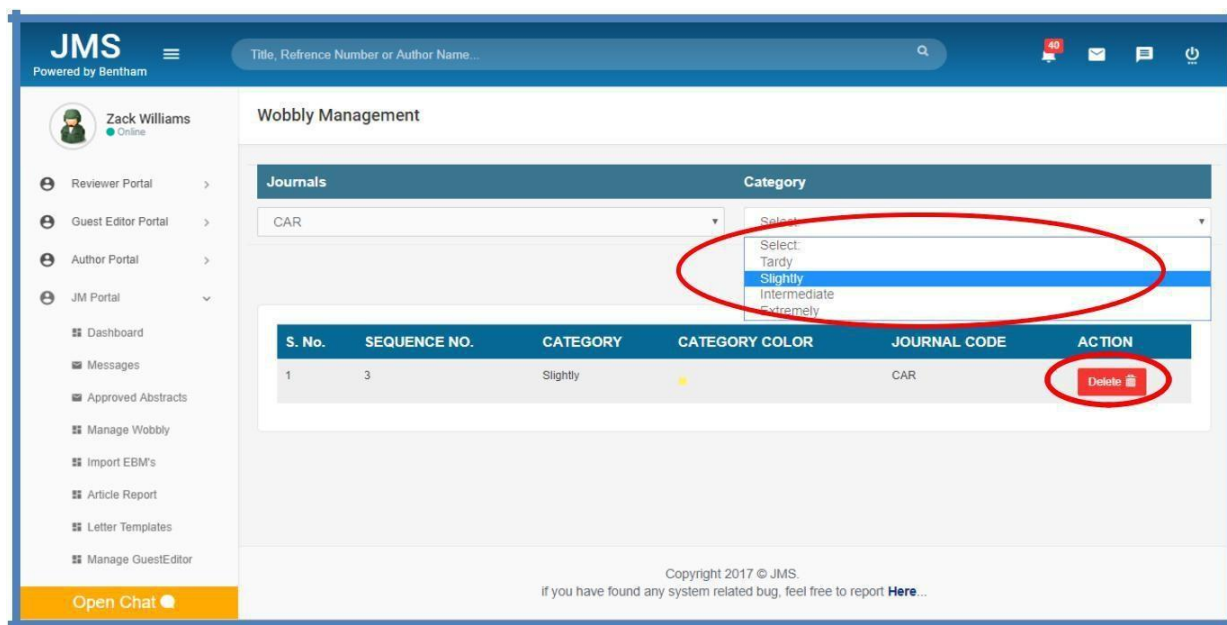 JMS
Powered by Bentham
Title, Refrence Number or Author Name...
40
Zack Williams
Online
Wobbly Management
Reviewer Portal
Guest Editor Portal
Author Portal
JM Portal
Dashboard
Messages
Approved Abstracts
Manage Wobbly
Import EBM's
Article Report
Letter Templates
Manage GuestEditor
Open Chat
Journals Category
CAR Select:
Select:
Tardy
Slightly
Intermediate
Extremely
S. No. SEQUENCE NO. CATEGORY CATEGORY COLOR JOURNAL CODE ACTION
1 3 Slightly CAR Delete
Copyright 2017 © JMS.
if you have found any system related bug, feel free to report Here...